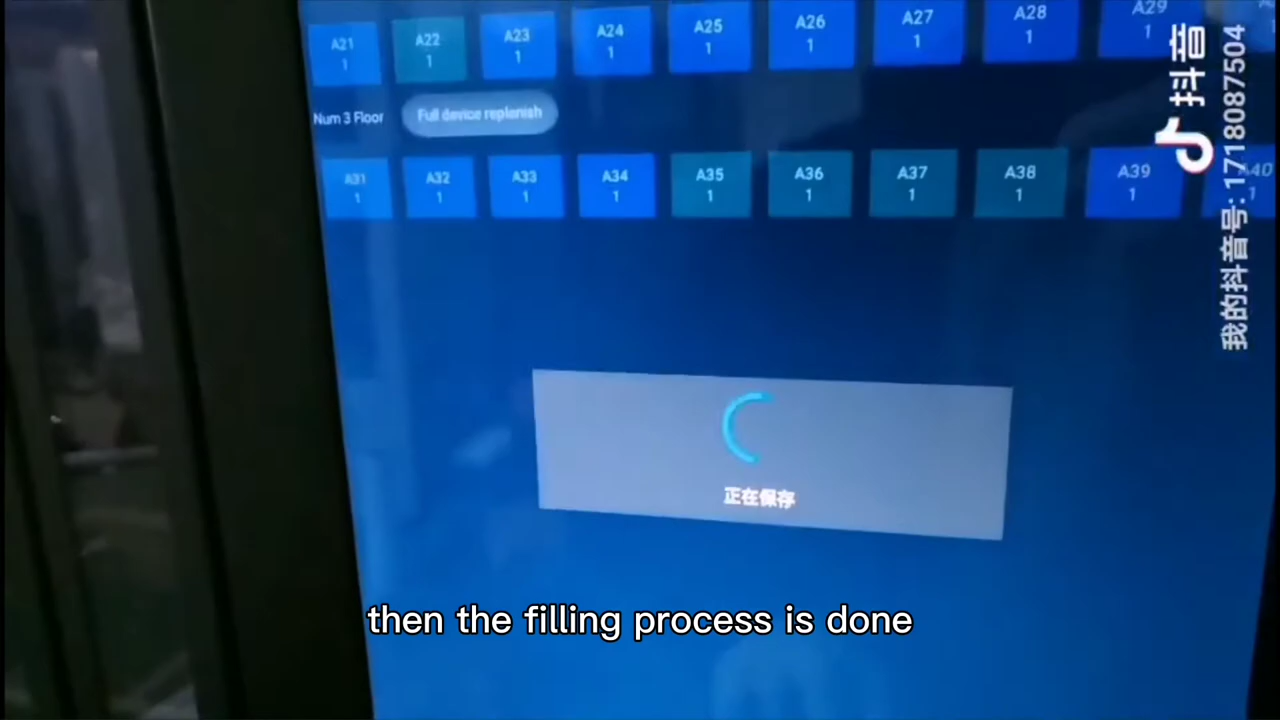 A21 A22 A23 A24 A25 A26 A27 A28 A29
1 1 1 1 1 1 1 1 1
Num 3 Floor Full device replenish
A31 A32 A33 A34 A35 A36 A37 A38 A39 A40
1 1 1 1 1 1 1 1 1 1
正在保存
then the filling process is done
抖音
我的抖音号:1718087504